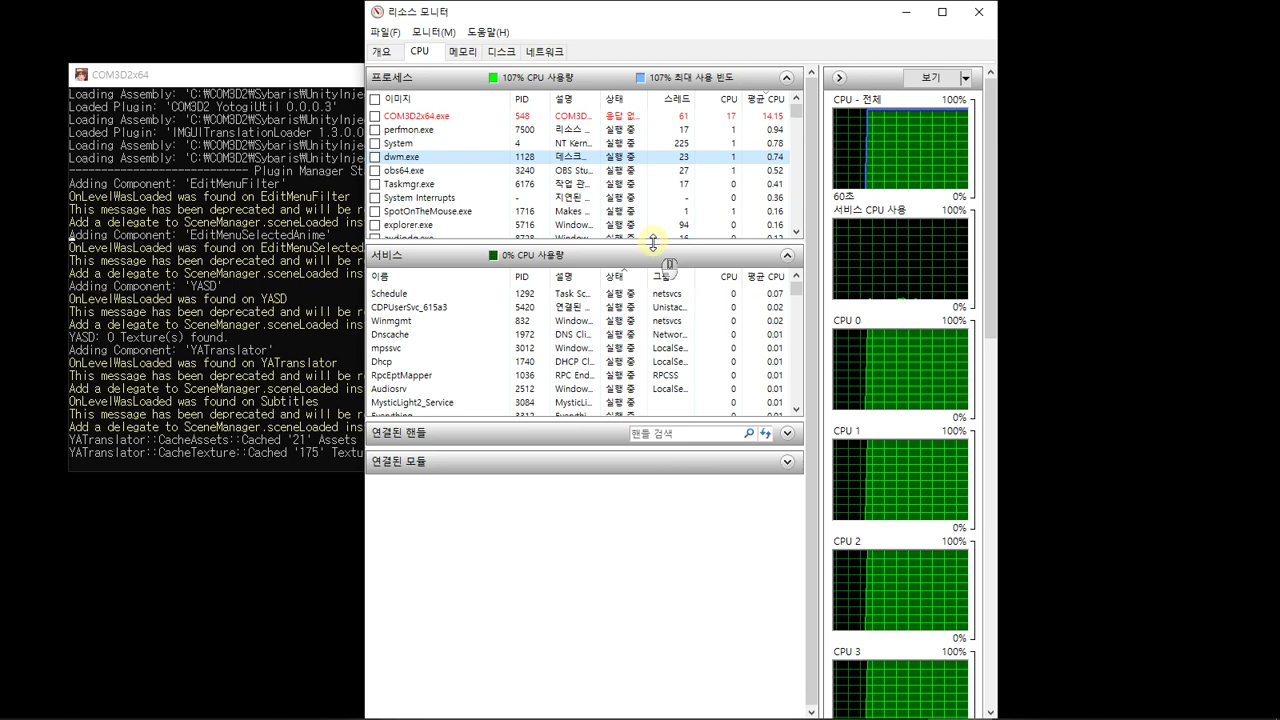 COM3D2x64
Loading Assembly: 'C:₩COM3D2₩Sybaris₩UnityInjec
Loaded Plugin: 'COM3D2 YotogiUtil 0.0.0.3'
Loading Assembly: 'C:₩COM3D2₩Sybaris₩UnityInjec
Loaded Plugin: 'IMGUITranslationLoader 1.3.0.0
Loading Assembly: 'C:₩COM3D2₩Sybaris₩UnityInjec
Loading Assembly: 'C:₩COM3D2₩Sybaris₩UnityInjec
---------------------------- Plugin Manager St
Adding Component: 'EditMenuFilter'
OnLevelWasLoaded was found on EditMenuFilter
This message has been deprecated and will be r
Add a delegate to SceneManager.sceneLoaded ins
Adding Component: 'EditMenuSelectedAnime'
OnLevelWasLoaded was found on EditMenuSelected
This message has been deprecated and will be r
Add a delegate to SceneManager.sceneLoaded ins
Adding Component: 'YASD'
OnLevelWasLoaded was found on YASD
This message has been deprecated and will be r
Add a delegate to SceneManager.sceneLoaded ins
YASD: 0 Texture(s) found.
Adding Component: 'YATranslator'
OnLevelWasLoaded was found on YATranslator
This message has been deprecated and will be r
Add a delegate to SceneManager.sceneLoaded ins
OnLevelWasLoaded was found on Subtitles
This message has been deprecated and will be r
Add a delegate to SceneManager.sceneLoaded ins
YATranslator::CacheAssets::Cached '21' Assets
YATranslator::CacheTexture::Cached '175' Textu
리소스 모니터
파일(F) 모니터(M) 도움말(H)
개요 CPU 메모리 디스크 네트워크
프로세스 107% CPU 사용량 107% 최대 사용 빈도
이미지 PID 설명 상태 스레드 CPU 평균 CPU
COM3D2x64.exe 548 COM3D... 응답 없... 61 17 14.15
perfmon.exe 7500 리소스 ... 실행 중 17 1 0.94
System 4 NT Kern... 실행 중 225 1 0.78
dwm.exe 1128 데스크... 실행 중 23 1 0.74
obs64.exe 3240 OBS Stu... 실행 중 27 1 0.52
Taskmgr.exe 6176 작업 관... 실행 중 17 0 0.41
System Interrupts - 지연된 ... 실행 중 - 0 0.36
SpotOnTheMouse.exe 1716 Makes ... 실행 중 1 1 0.16
explorer.exe 5716 Window... 실행 중 94 0 0.16
audiodg.exe 8728 Window... 실행 중 16 0 0.12
서비스 0% CPU 사용량
이름 PID 설명 상태 그룹 CPU 평균 CPU
Schedule 1292 Task Sc... 실행 중 netsvcs 0 0.07
CDPUserSvc_615a3 5420 연결된 ... 실행 중 Unistac... 0 0.02
Winmgmt 832 Window... 실행 중 netsvcs 0 0.02
Dnscache 1972 DNS Cli... 실행 중 Networ... 0 0.01
mpssvc 3012 Window... 실행 중 LocalSe... 0 0.01
Dhcp 1740 DHCP Cl... 실행 중 LocalSe... 0 0.01
RpcEptMapper 1036 RPC End... 실행 중 RPCSS 0 0.01
Audiosrv 2512 Window... 실행 중 LocalSe... 0 0.01
MysticLight2_Service 3084 MysticLi... 실행 중 0 0.01
Everything 3312 Everythi... 실행 중 0 0.01
연결된 핸들 핸들 검색
연결된 모듈
보기
CPU - 전체 100%
60초 0%
서비스 CPU 사용 100%
0%
CPU 0 100%
0%
CPU 1 100%
0%
CPU 2 100%
0%
CPU 3 100%